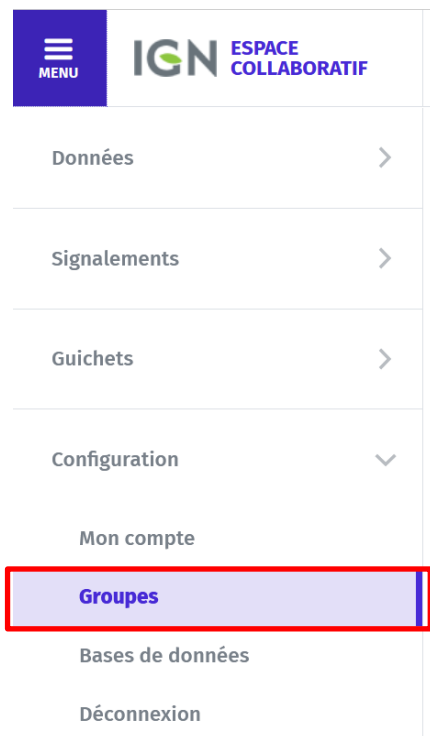 MENU
IGN
ESPACE
COLLABORATIF
Données
Signalements
Guichets
Configuration
Mon compte
Groupes
Bases de données
Déconnexion